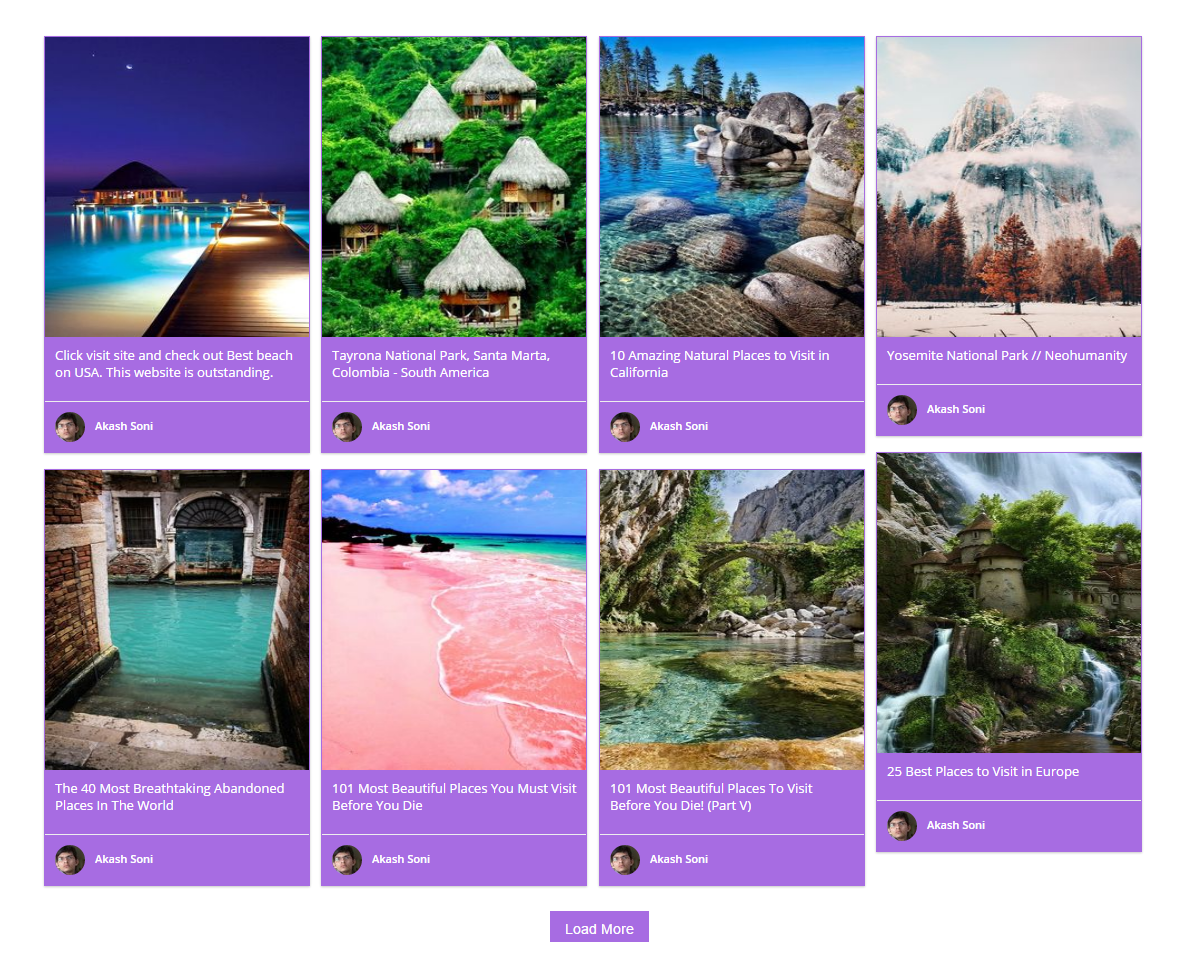 Click visit site and check out Best beach
on USA. This website is outstanding.
Akash Soni
Tayrona National Park, Santa Marta,
Colombia - South America
Akash Soni
10 Amazing Natural Places to Visit in
California
Akash Soni
Yosemite National Park // Neohumanity
Akash Soni
The 40 Most Breathtaking Abandoned
Places In The World
Akash Soni
101 Most Beautiful Places You Must Visit
Before You Die
Akash Soni
101 Most Beautiful Places To Visit
Before You Die! (Part V)
Akash Soni
25 Best Places to Visit in Europe
Akash Soni
Load More